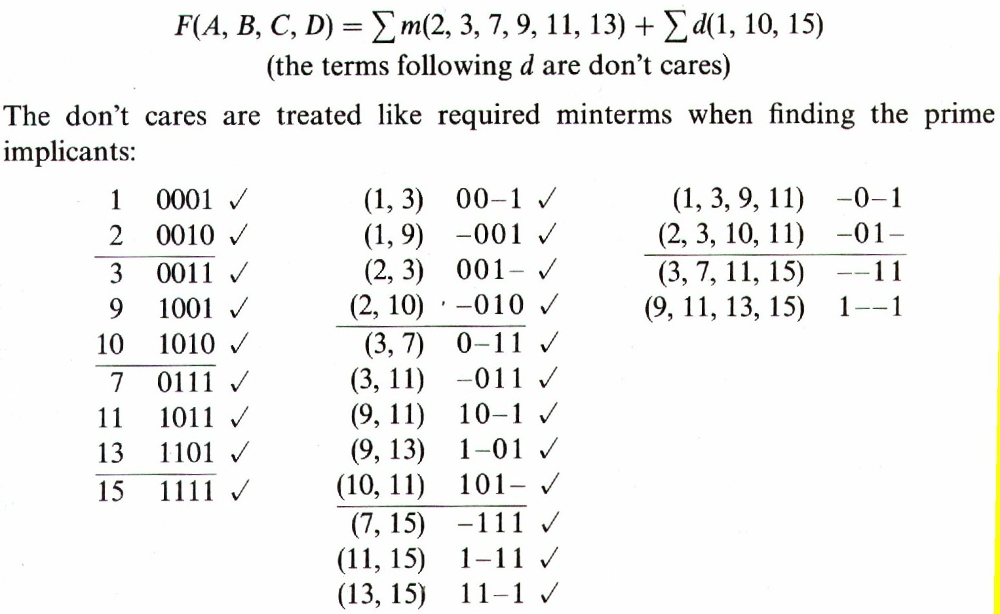 F(A, B, C, D) = ∑ m(2, 3, 7, 9, 11, 13) + ∑ d(1, 10, 15)
(the terms following d are don't cares)
The don't cares are treated like required minterms when finding the prime
implicants:
1 0001 ✓
2 0010 ✓
3 0011 ✓
9 1001 ✓
10 1010 ✓
7 0111 ✓
11 1011 ✓
13 1101 ✓
15 1111 ✓
(1, 3) 00–1 ✓
(1, 9) –001 ✓
(2, 3) 001– ✓
(2, 10) –010 ✓
(3, 7) 0–11 ✓
(3, 11) –011 ✓
(9, 11) 10–1 ✓
(9, 13) 1–01 ✓
(10, 11) 101– ✓
(7, 15) –111 ✓
(11, 15) 1–11 ✓
(13, 15) 11–1 ✓
(1, 3, 9, 11) –0–1
(2, 3, 10, 11) –01–
(3, 7, 11, 15) ––11
(9, 11, 13, 15) 1––1